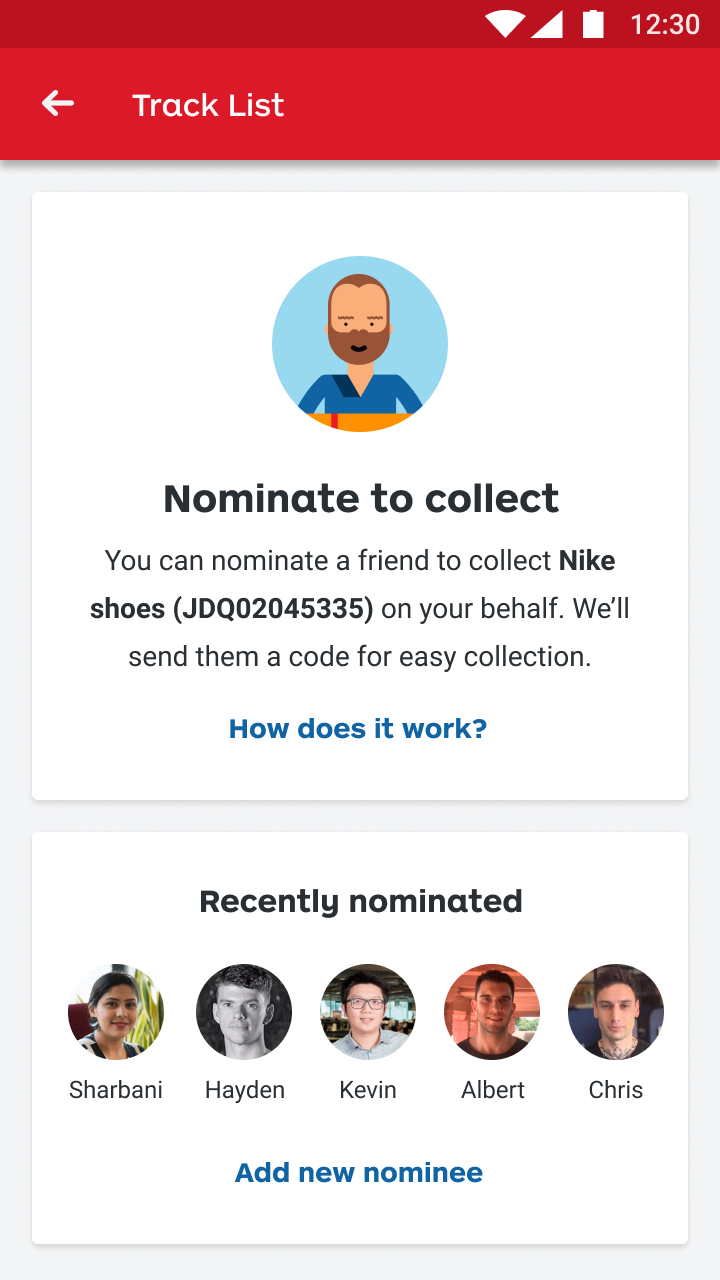 12:30
Track List
Nominate to collect
You can nominate a friend to collect Nike
shoes (JDQ02045335) on your behalf. We’ll
send them a code for easy collection.
How does it work?
Recently nominated
Sharbani Hayden Kevin Albert Chris
Add new nominee